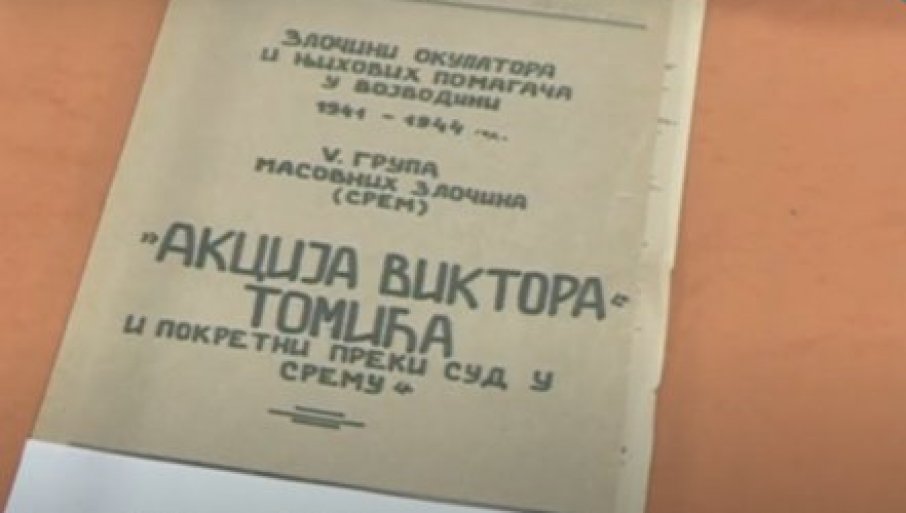 ЗЛОЧИНИ ОКУПАТОРА
И ЊИХОВИХ ПОМАГАЧА
У ВОЈВОДИНИ
1941 - 1944
V. ГРУПА
МАСОВНИХ ЗЛОЧИНА
(СРЕМ)
„АКЦИЈА ВИКТОРА“
ТОМИЋА
И ПОКРЕТНИ ПРЕКИ СУД У
СРЕМУ“